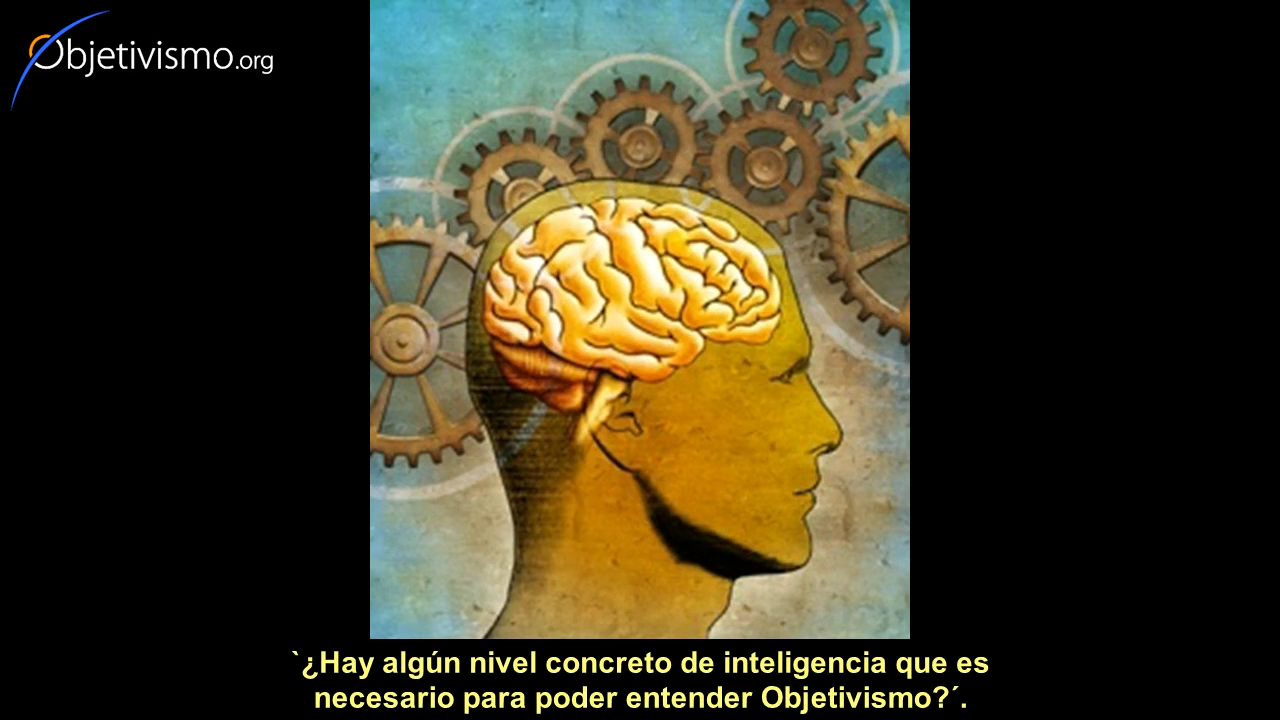 Objetivismo.org
`¿Hay algún nivel concreto de inteligencia que es
necesario para poder entender Objetivismo?´.